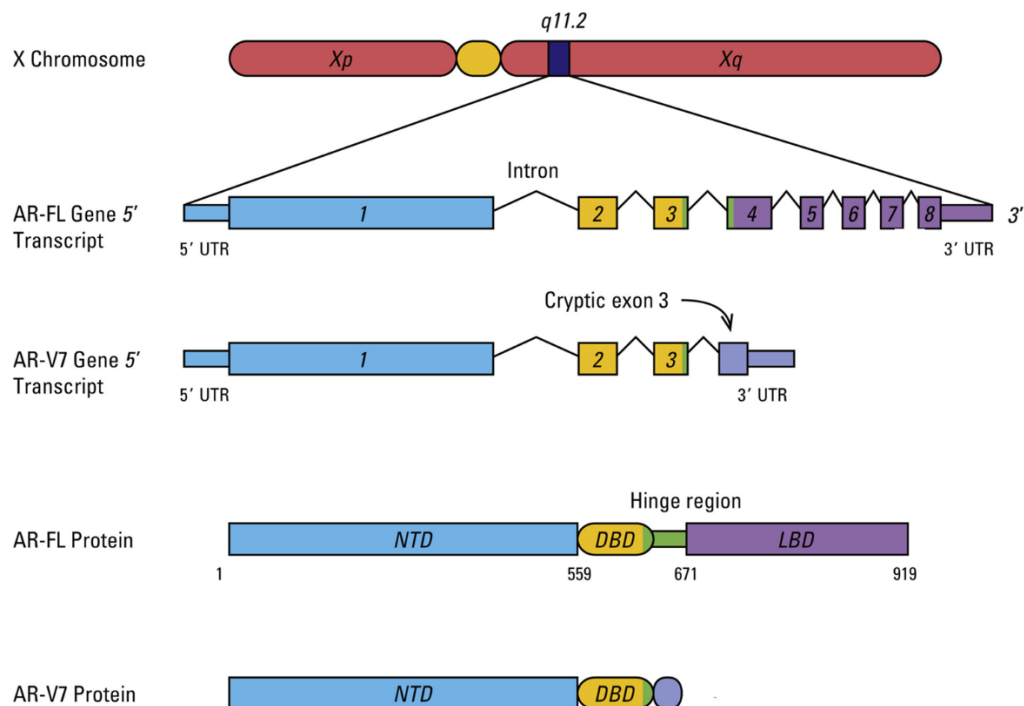 q11.2
X Chromosome
Xp
Xq
Intron
AR-FL Gene 5′
Transcript
1
2
3
4
5
6
7
8
3′
5′ UTR
3′ UTR
Cryptic exon 3
AR-V7 Gene 5′
Transcript
1
2
3
5′ UTR
3′ UTR
Hinge region
AR-FL Protein
NTD
DBD
LBD
1
559
671
919
AR-V7 Protein
NTD
DBD